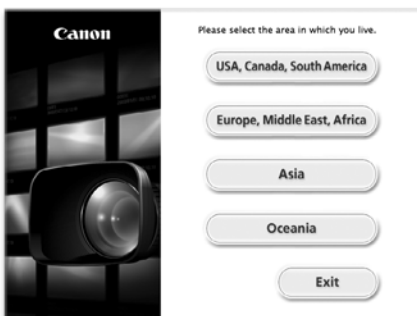 Canon
Please select the area in which you live.
USA, Canada, South America
Europe, Middle East, Africa
Asia
Oceania
Exit